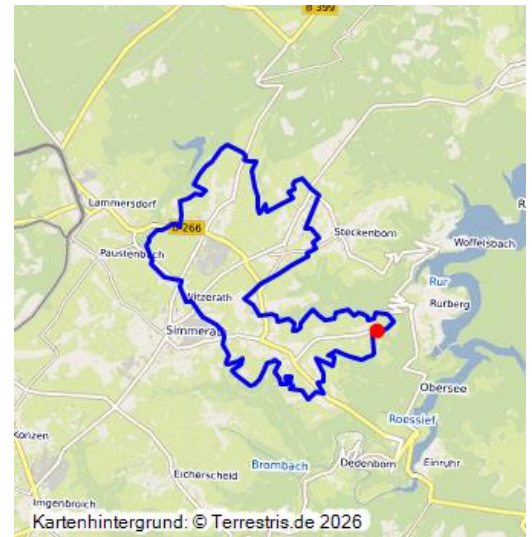 B 399
Lammersdorf
B 266
Steckenborn
Paustenbach
Woffelsbach
Rur
Witzerath
Rurberg
Simmerath
Obersee
Konzen
Roessief
Eicherscheid
Brombach
Dedenborn
Einruhr
Imgenbroich
Kartenhintergrund: © Terrestris.de 2026